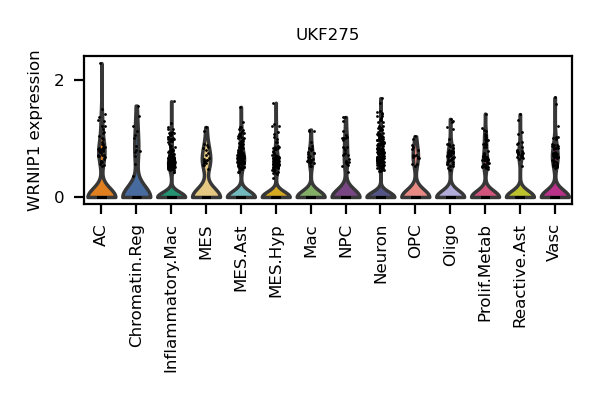 UKF275
WRNIP1 expression
2
0
AC
Chromatin.Reg
Inflammatory.Mac
MES
MES.Ast
MES.Hyp
Mac
NPC
Neuron
OPC
Oligo
Prolif.Metab
Reactive.Ast
Vasc